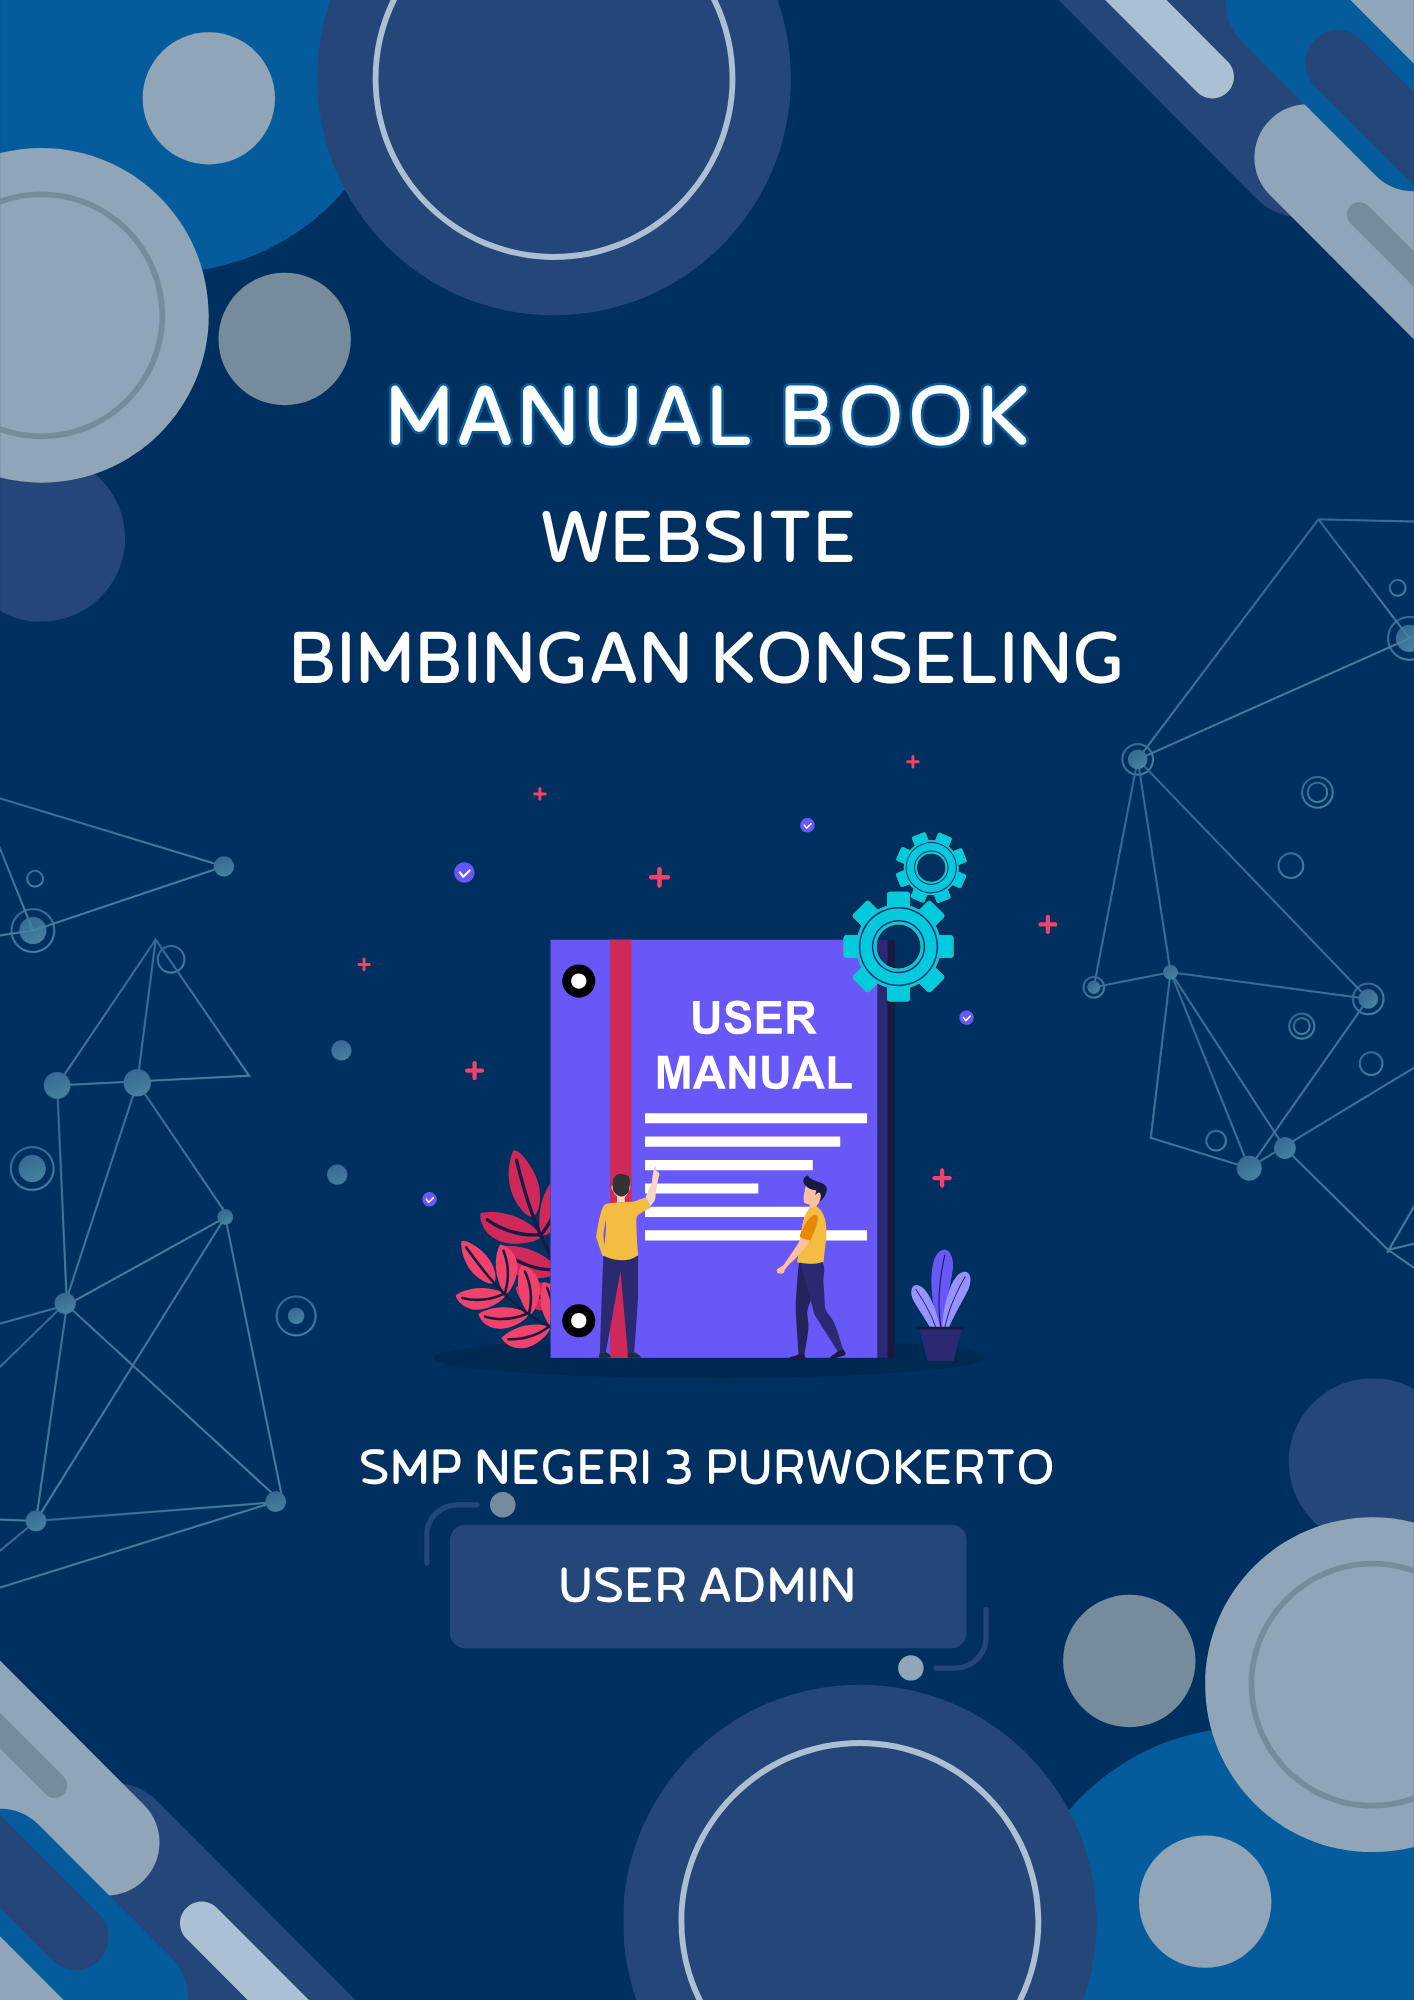 MANUAL BOOK
WEBSITE
BIMBINGAN KONSELING
USER
MANUAL
SMP NEGERI 3 PURWOKERTO
USER ADMIN